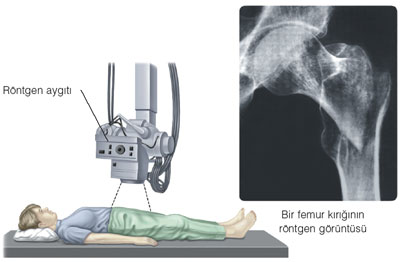 Röntgen aygıtı
Bir femur kırığının
röntgen görüntüsü